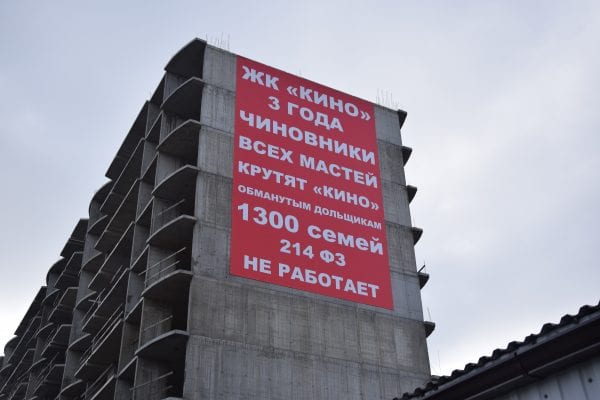 ЖК «КИНО»
3 ГОДА
ЧИНОВНИКИ
ВСЕХ МАСТЕЙ
КРУТЯТ «КИНО»
ОБМАНУТЫМ ДОЛЬЩИКАМ
1300 семей
214 ФЗ
НЕ РАБОТАЕТ